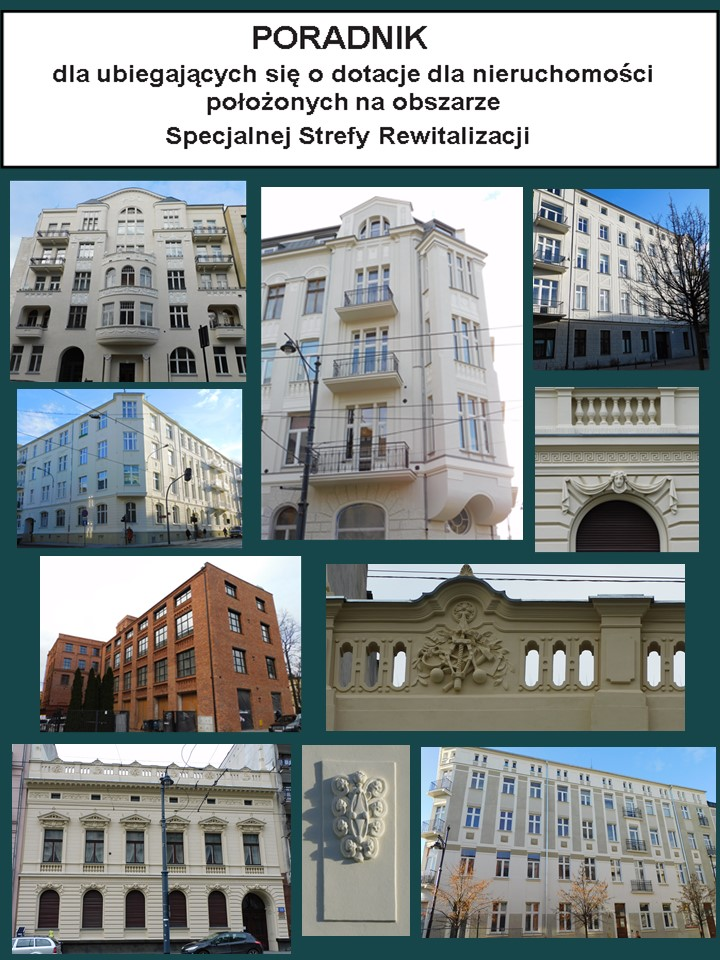 PORADNIK
dla ubiegających się o dotacje dla nieruchomości
położonych na obszarze
Specjalnej Strefy Rewitalizacji